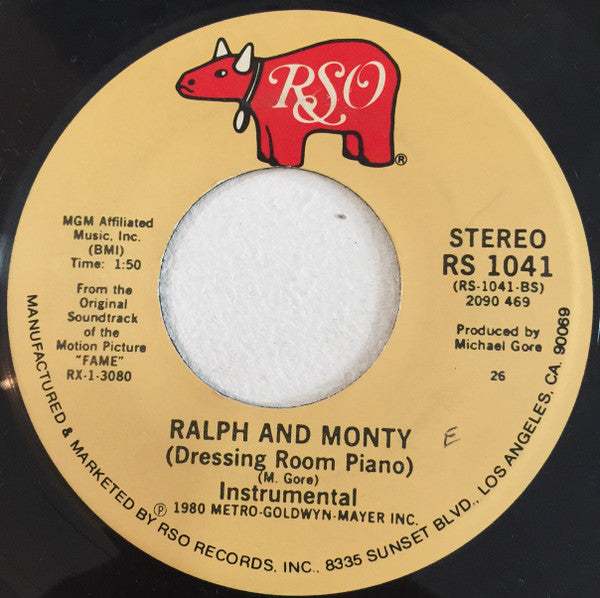 RSO
®
MGM Affiliated
Music, Inc.
(BMI)
Time: 1:50
From the
Original
Soundtrack
of the
Motion Picture
"FAME"
RX-1-3080
STEREO
RS 1041
(RS-1041-BS)
2090 469
Produced by
Michael Gore
26
RALPH AND MONTY
E
(Dressing Room Piano)
(M. Gore)
Instrumental
℗ 1980 METRO-GOLDWYN-MAYER INC.
MANUFACTURED & MARKETED BY RSO RECORDS, INC., 8335 SUNSET BLVD., LOS ANGELES, CA. 90069